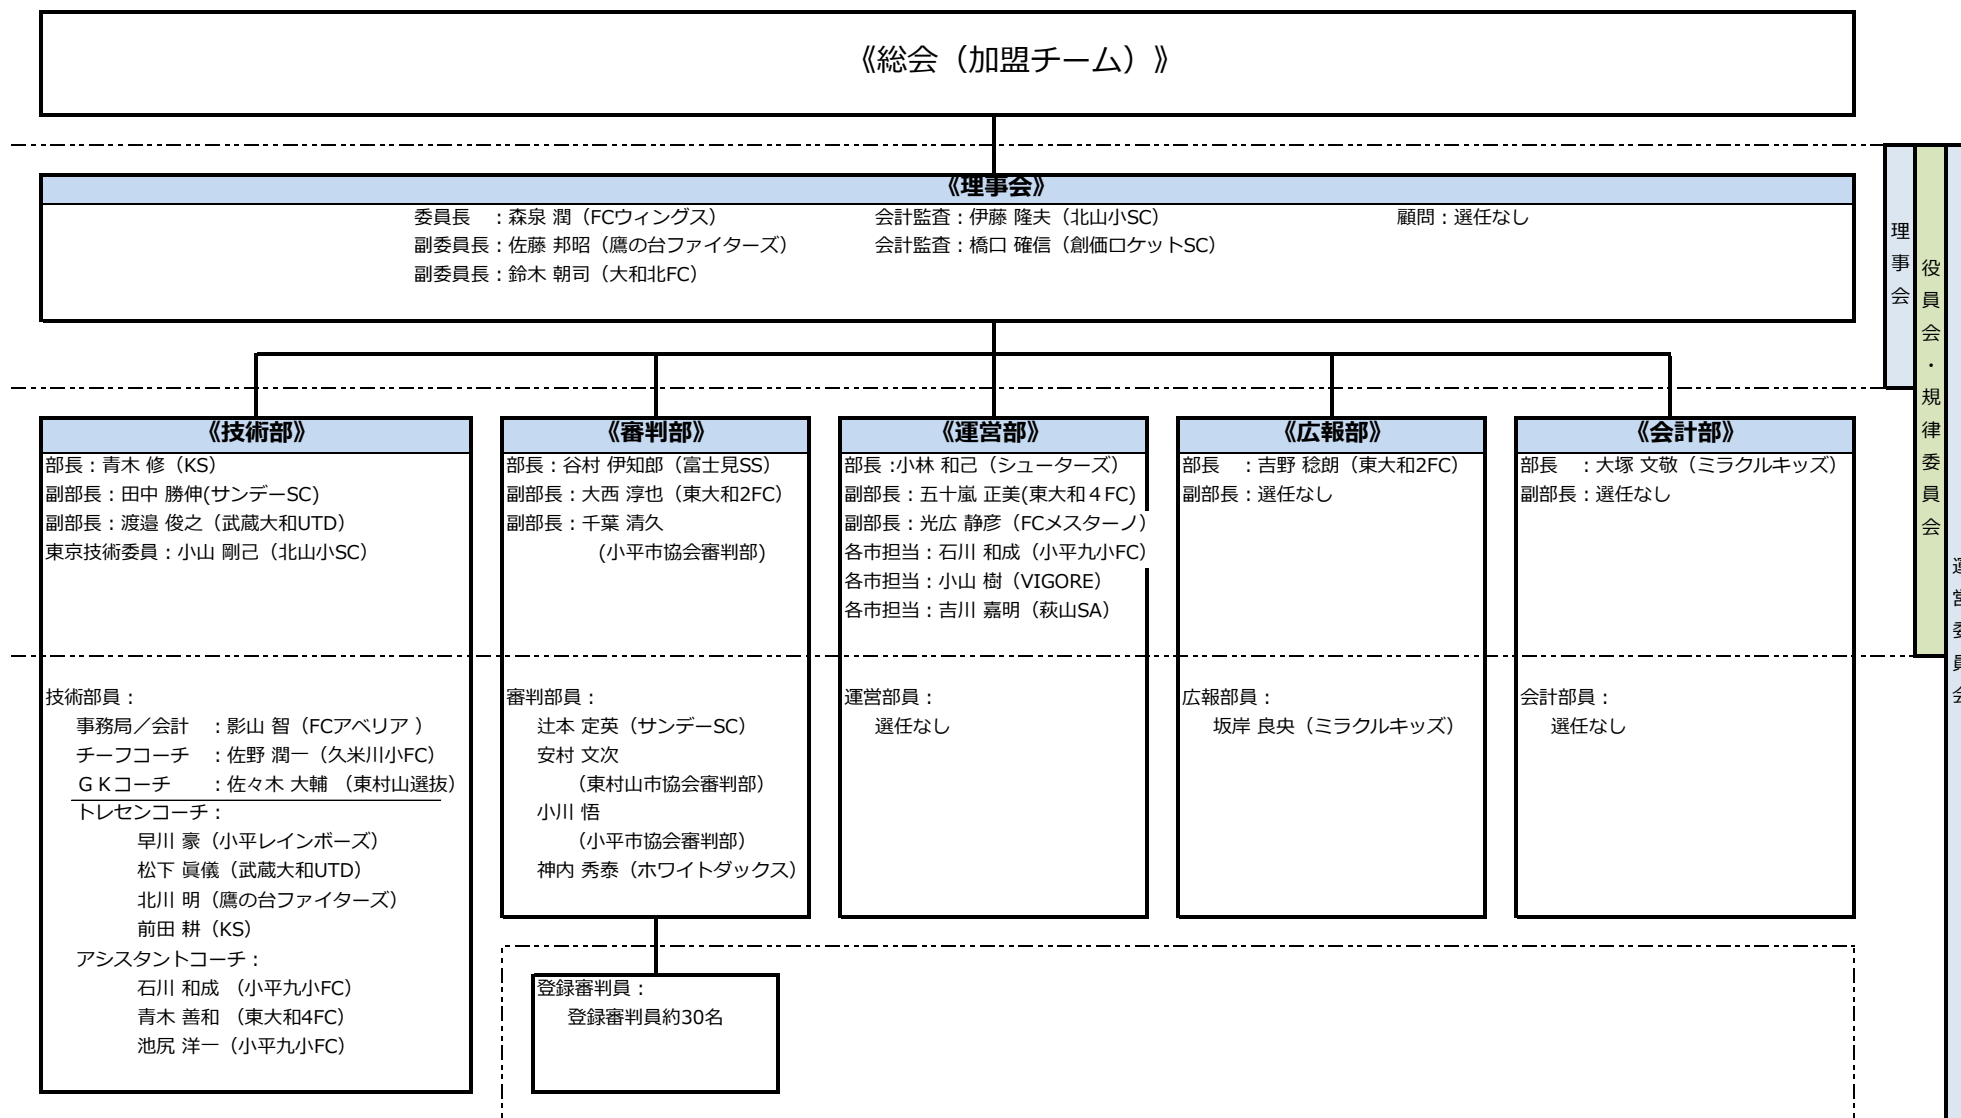 《総会（加盟チーム）》
《理事会》
委員長　：森泉 潤（FCウィングス）
副委員長：佐藤 邦昭（鷹の台ファイターズ）
副委員長：鈴木 朝司（大和北FC）
会計監査：伊藤 隆夫（北山小SC）
会計監査：橋口 確信（創価ロケットSC）
顧問：選任なし
理事会
役員会・規律委員会
運営委員会
《技術部》
部長：青木 修（KS）
副部長：田中 勝伸(サンデーSC)
副部長：渡邉 俊之（武蔵大和UTD）
東京技術委員：小山 剛己（北山小SC）
技術部員：
事務局／会計　：影山 智（FCアベリア ）
チーフコーチ　：佐野 潤一（久米川小FC）
ＧＫコーチ　：佐々木 大輔 （東村山選抜）
トレセンコーチ：
早川 豪（小平レインボーズ）
松下 眞儀（武蔵大和UTD）
北川 明（鷹の台ファイターズ）
前田 耕（KS）
アシスタントコーチ：
石川 和成 （小平九小FC）
青木 善和 （東大和4FC）
池尻 洋一（小平九小FC）
《審判部》
部長：谷村 伊知郎（富士見SS）
副部長：大西 淳也（東大和2FC）
副部長：千葉 清久
(小平市協会審判部)
審判部員：
辻本 定英（サンデーSC）
安村 文次
（東村山市協会審判部）
小川 悟
（小平市協会審判部）
神内 秀泰（ホワイトダックス）
登録審判員：
登録審判員約30名
《運営部》
部長：小林 和己（シューターズ）
副部長：五十嵐 正美(東大和４FC)
副部長：光広 静彦（FCメスターノ）
各市担当：石川 和成（小平九小FC）
各市担当：小山 樹（VIGORE）
各市担当：吉川 嘉明（萩山SA）
運営部員：
選任なし
《広報部》
部長　：吉野 稔朗（東大和2FC）
副部長：選任なし
広報部員：
坂岸 良央（ミラクルキッズ）
《会計部》
部長　：大塚 文敬（ミラクルキッズ）
副部長：選任なし
会計部員：
選任なし